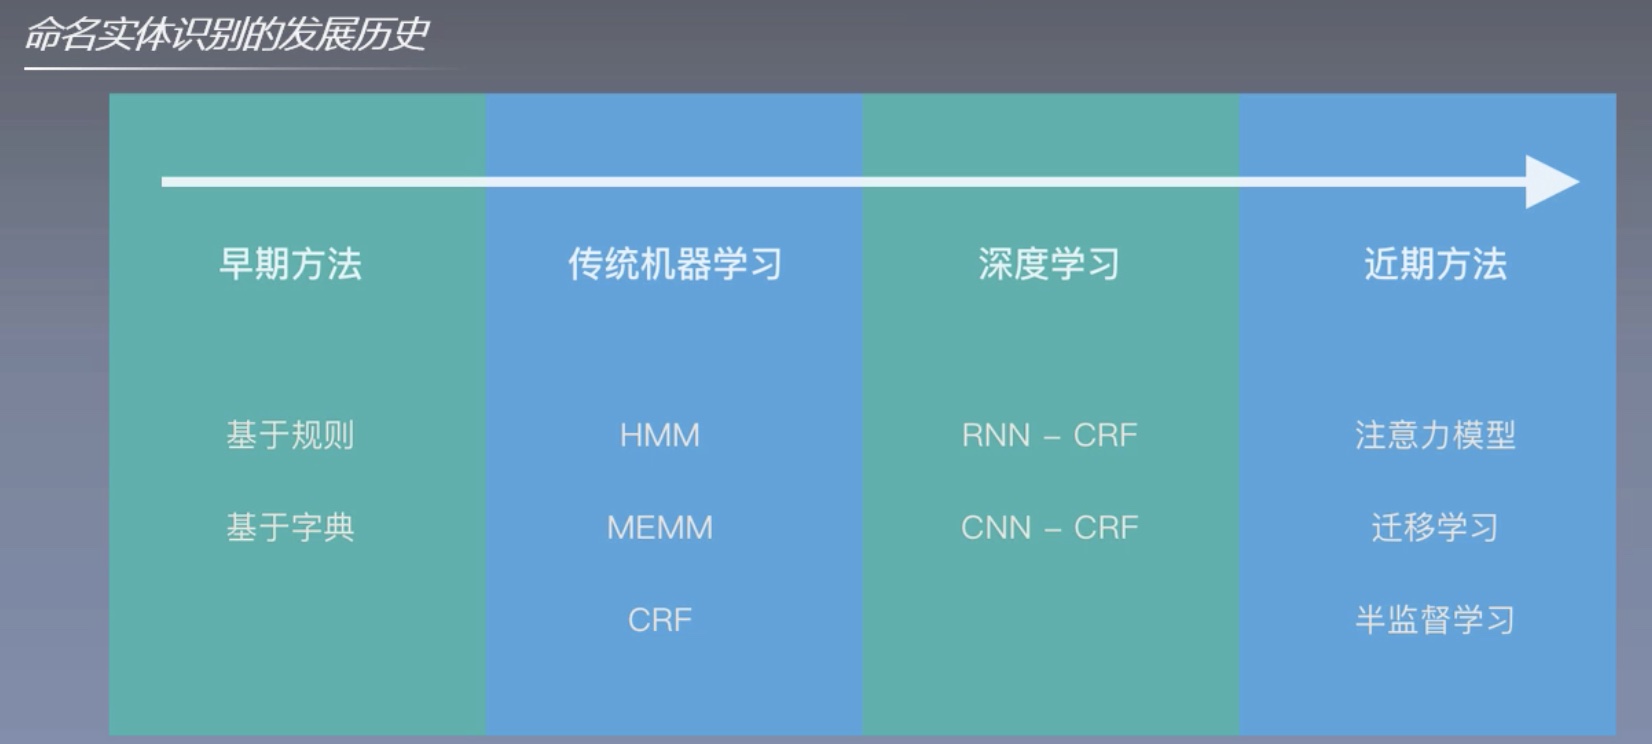 命名实体识别的发展历史
早期方法
传统机器学习
深度学习
近期方法
基于规则
HMM
RNN – CRF
注意力模型
基于字典
MEMM
CNN – CRF
迁移学习
CRF
半监督学习